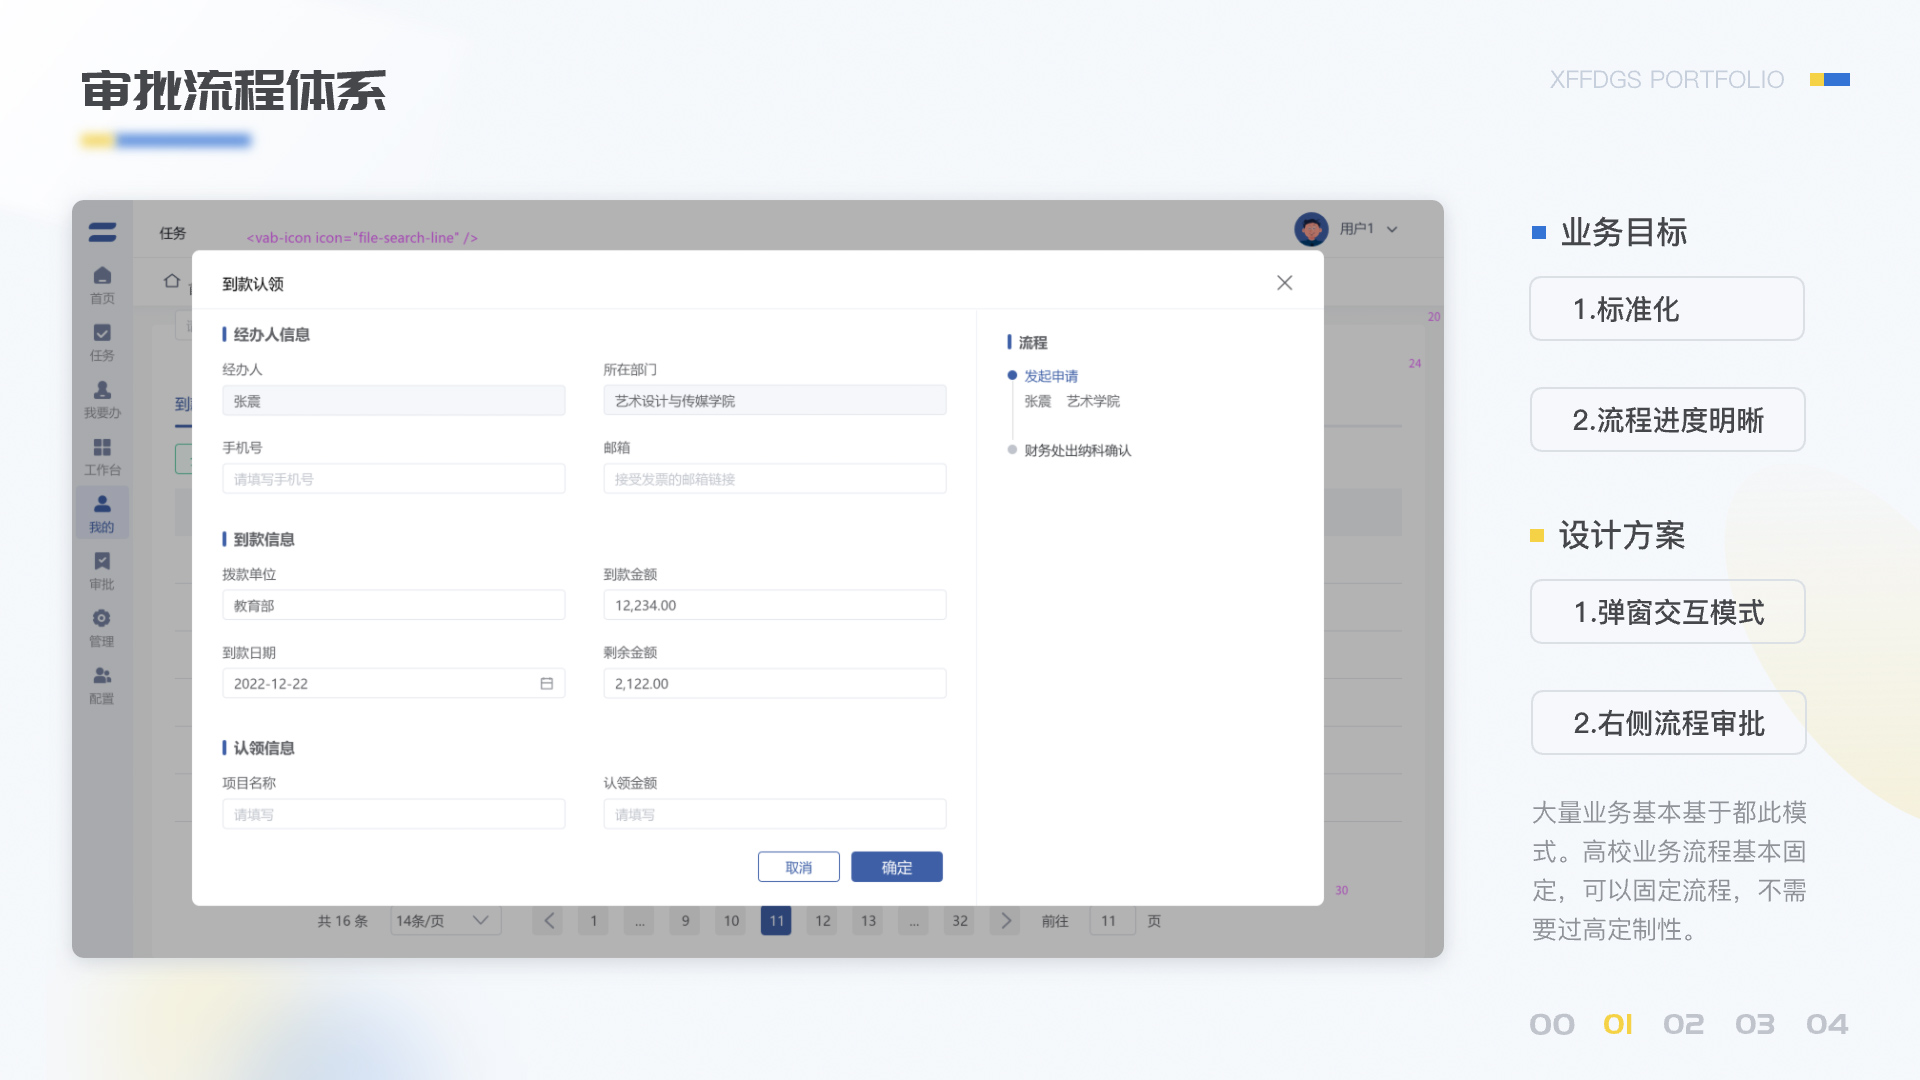 审批流程体系
XFFDGS PORTFOLIO
任务
<vab-icon icon="file-search-line" />
用户1
首页
任务
我要办
工作台
我的
审批
管理
配置
到款认领
经办人信息
经办人
所在部门
张震
艺术设计与传媒学院
手机号
邮箱
请填写手机号
接受发票的邮箱链接
到款信息
拨款单位
到款金额
教育部
12,234.00
到款日期
剩余金额
2022-12-22
2,122.00
认领信息
项目名称
认领金额
请填写
请填写
取消
确定
流程
发起申请
张震 艺术学院
财务处出纳科确认
20
24
30
共 16 条
14条/页
1
...
9
10
11
12
13
...
32
前往
11
页
业务目标
1.标准化
2.流程进度明晰
设计方案
1.弹窗交互模式
2.右侧流程审批
大量业务基本基于都此模
式。高校业务流程基本固
定，可以固定流程，不需
要过高定制性。
00 01 02 03 04